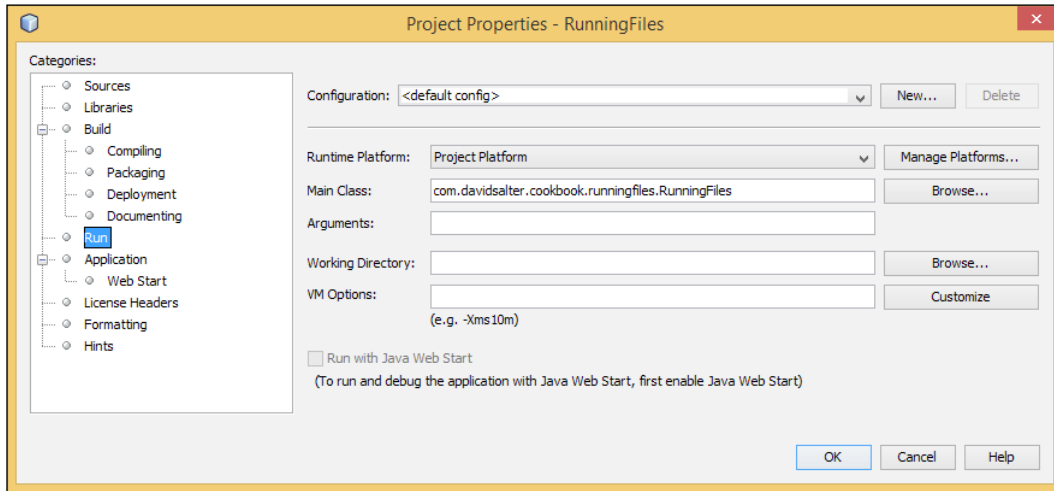 Project Properties - RunningFiles
Categories:
Sources
Libraries
Build
Compiling
Packaging
Deployment
Documenting
Run
Application
Web Start
License Headers
Formatting
Hints
Configuration: <default config> New... Delete
Runtime Platform: Project Platform Manage Platforms...
Main Class: com.davidsalter.cookbook.runningfiles.RunningFiles Browse...
Arguments:
Working Directory: Browse...
VM Options: Customize
(e.g. -Xms10m)
Run with Java Web Start
(To run and debug the application with Java Web Start, first enable Java Web Start)
OK Cancel Help